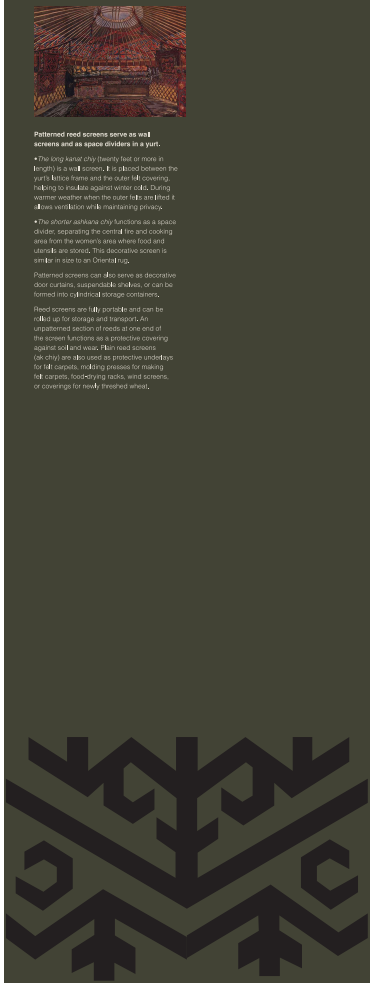 Patterned reed screens serve as wall
screens and as space dividers in a yurt.
•The long kanat chiy (twenty feet or more in
length) is a wall screen. It is placed between the
yurt's lattice frame and the outer felt covering,
helping to insulate against winter cold. During
warmer weather when the outer felts are lifted it
allows ventilation while maintaining privacy.
•The shorter ashkana chiy functions as a space
divider, separating the central fire and cooking
area from the women's area where food and
utensils are stored. This decorative screen is
similar in size to an Oriental rug.
Patterned screens can also serve as decorative
door curtains, suspendable shelves, or can be
formed into cylindrical storage containers.
Reed screens are fully portable and can be
rolled up for storage and transport. An
unpatterned section of reeds at one end of
the screen functions as a protective covering
against soil and wear. Plain reed screens
(ak chiy) are also used as protective underlays
for felt carpets, molding presses for making
felt carpets, food-drying racks, wind screens,
or coverings for newly threshed wheat.